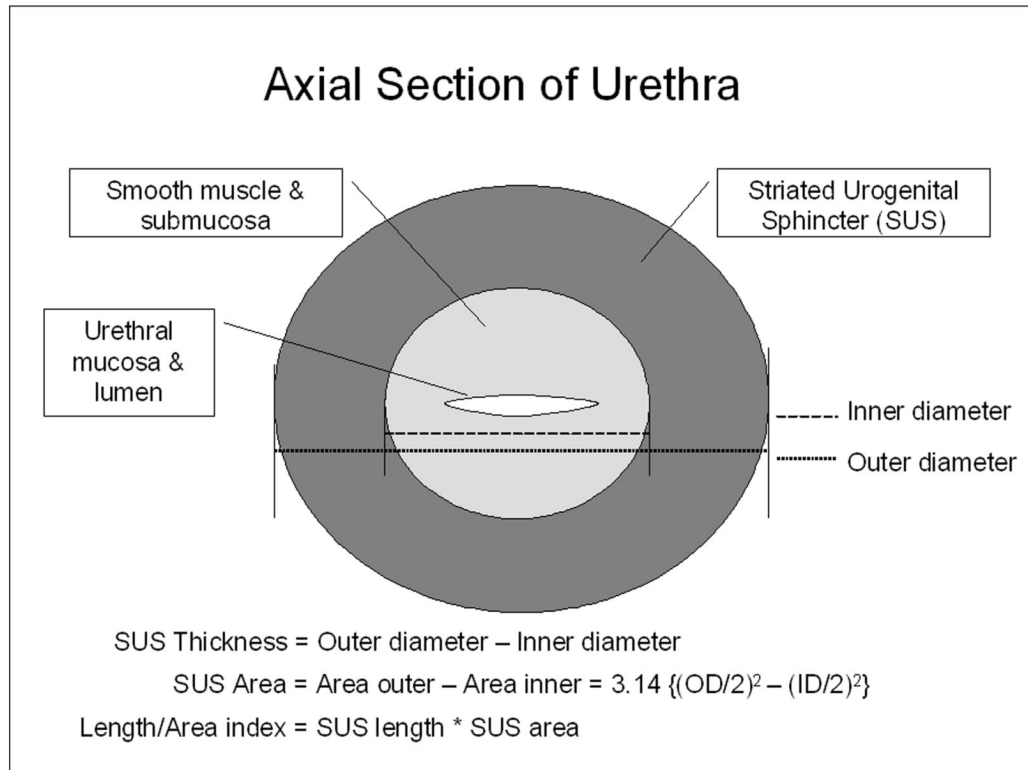 Axial Section of Urethra
Smooth muscle &
submucosa
Striated Urogenital
Sphincter (SUS)
Urethral
mucosa &
lumen
Inner diameter
Outer diameter
SUS Thickness = Outer diameter – Inner diameter
SUS Area = Area outer – Area inner = 3.14 {(OD/2)² – (ID/2)²}
Length/Area index = SUS length * SUS area